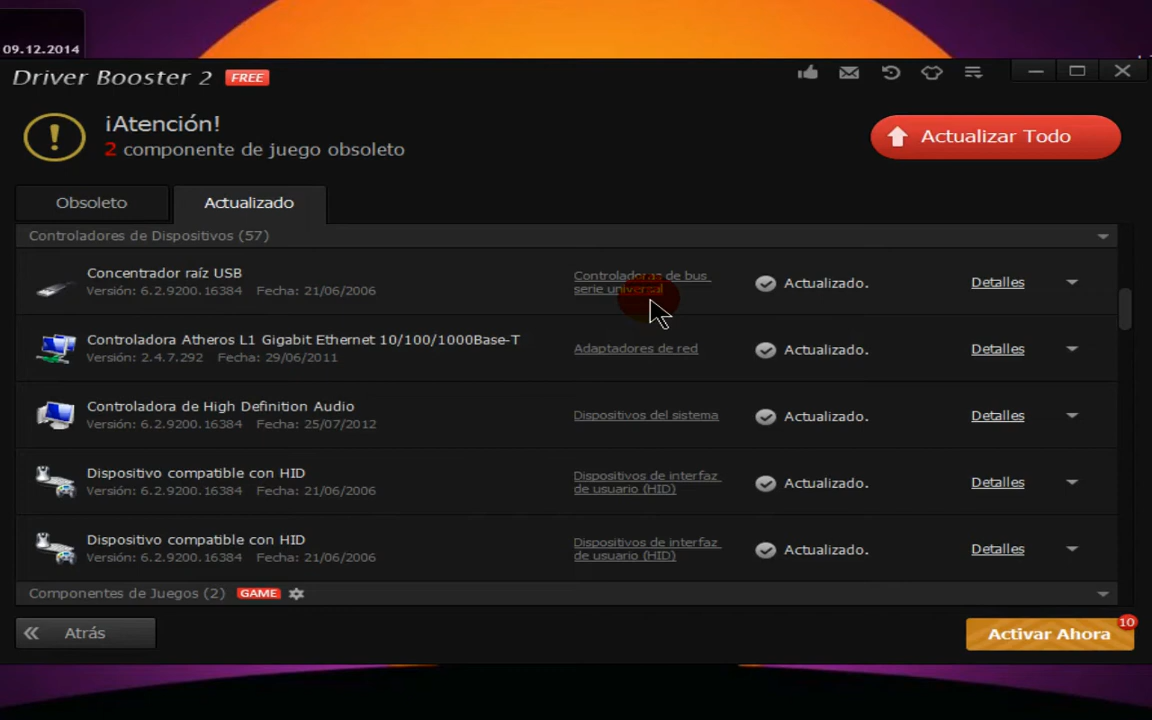 09.12.2014
Driver Booster 2 FREE
!
¡Atención!
2 componente de juego obsoleto
Actualizar Todo
Obsoleto
Actualizado
Controladores de Dispositivos (57)
Concentrador raíz USB
Versión: 6.2.9200.16384 Fecha: 21/06/2006
Controladoras de bus
serie universal
Actualizado.
Detalles
Controladora Atheros L1 Gigabit Ethernet 10/100/1000Base-T
Versión: 2.4.7.292 Fecha: 29/06/2011
Adaptadores de red
Actualizado.
Detalles
Controladora de High Definition Audio
Versión: 6.2.9200.16384 Fecha: 25/07/2012
Dispositivos del sistema
Actualizado.
Detalles
Dispositivo compatible con HID
Versión: 6.2.9200.16384 Fecha: 21/06/2006
Dispositivos de interfaz
de usuario (HID)
Actualizado.
Detalles
Dispositivo compatible con HID
Versión: 6.2.9200.16384 Fecha: 21/06/2006
Dispositivos de interfaz
de usuario (HID)
Actualizado.
Detalles
Componentes de Juegos (2) GAME
Atrás
Activar Ahora
10